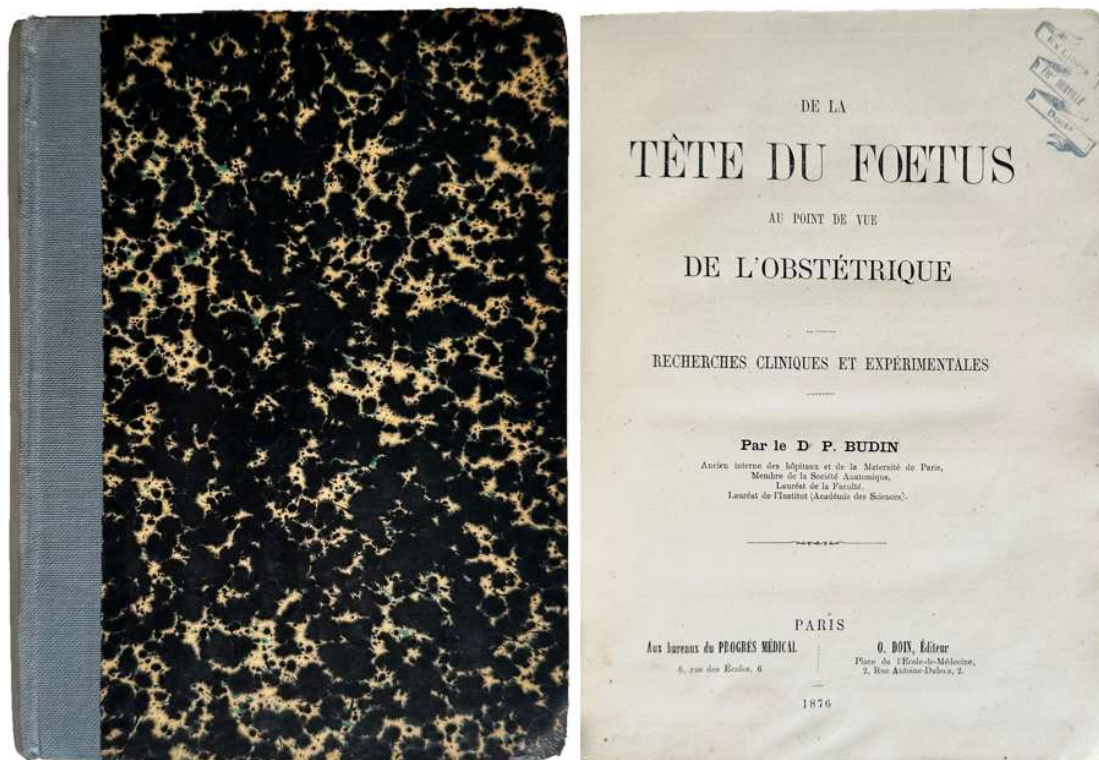 Ex Libris
DE LA
TÊTE DU FOETUS
AU POINT DE VUE
DE L'OBSTÉTRIQUE
RECHERCHES CLINIQUES ET EXPÉRIMENTALES
Par le D P. BUDIN
Ancien interne des hôpitaux et de la Maternité de Paris,
Membre de la Société Anatomique,
Lauréat de la Faculté,
Lauréat de l'Institut (Académie des Sciences).
PARIS
Aux bureaux du PROGRÈS MÉDICAL
6, rue des Écoles, 6
O. DOIN, Éditeur
Place de l'Ecole-de-Médecine,
2, Rue Antoine-Dubois, 2.
1876